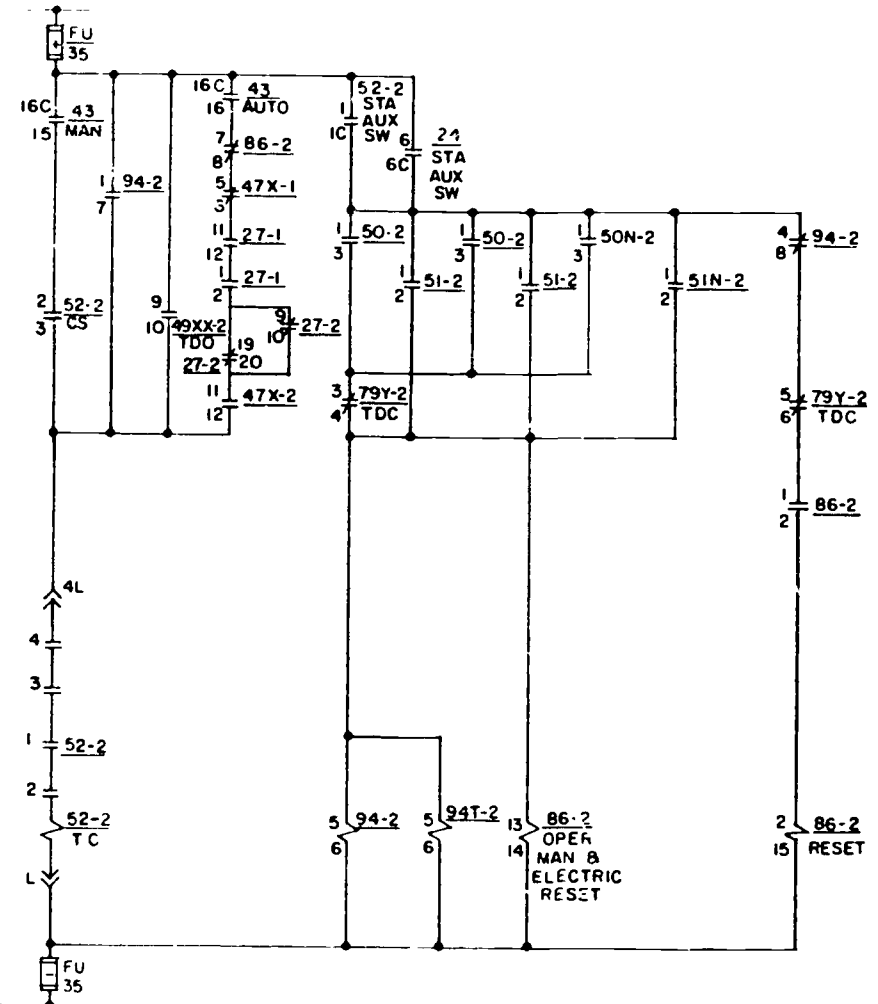 FU
35
16C 43
15 MAN
1 94-2
7
16C 43
16 AUTO
7 86-2
8
5 47X-1
3
11 27-1
12
1 27-1
2
2 52-2
3 CS
9 49XX-2
10 TDO
9 27-2
10
19
27-2 20
11 47X-2
12
52-2
1 STA
1C AUX
SW
6
6C STA
AUX
SW
1 50-2
3
1 51-2
2
1 50-2
3
1 51-2
2
1 50N-2
3
1 51N-2
2
4 94-2
8
3 79Y-2
4 TDC
5 79Y-2
6 TDC
1 86-2
2
4L
4
3
1 52-2
2
52-2
TC
L
5 94-2
6
5 94T-2
6
13 86-2
14 OPER
MAN &
ELECTRIC
RESET
2 86-2
15 RESET
FU
35